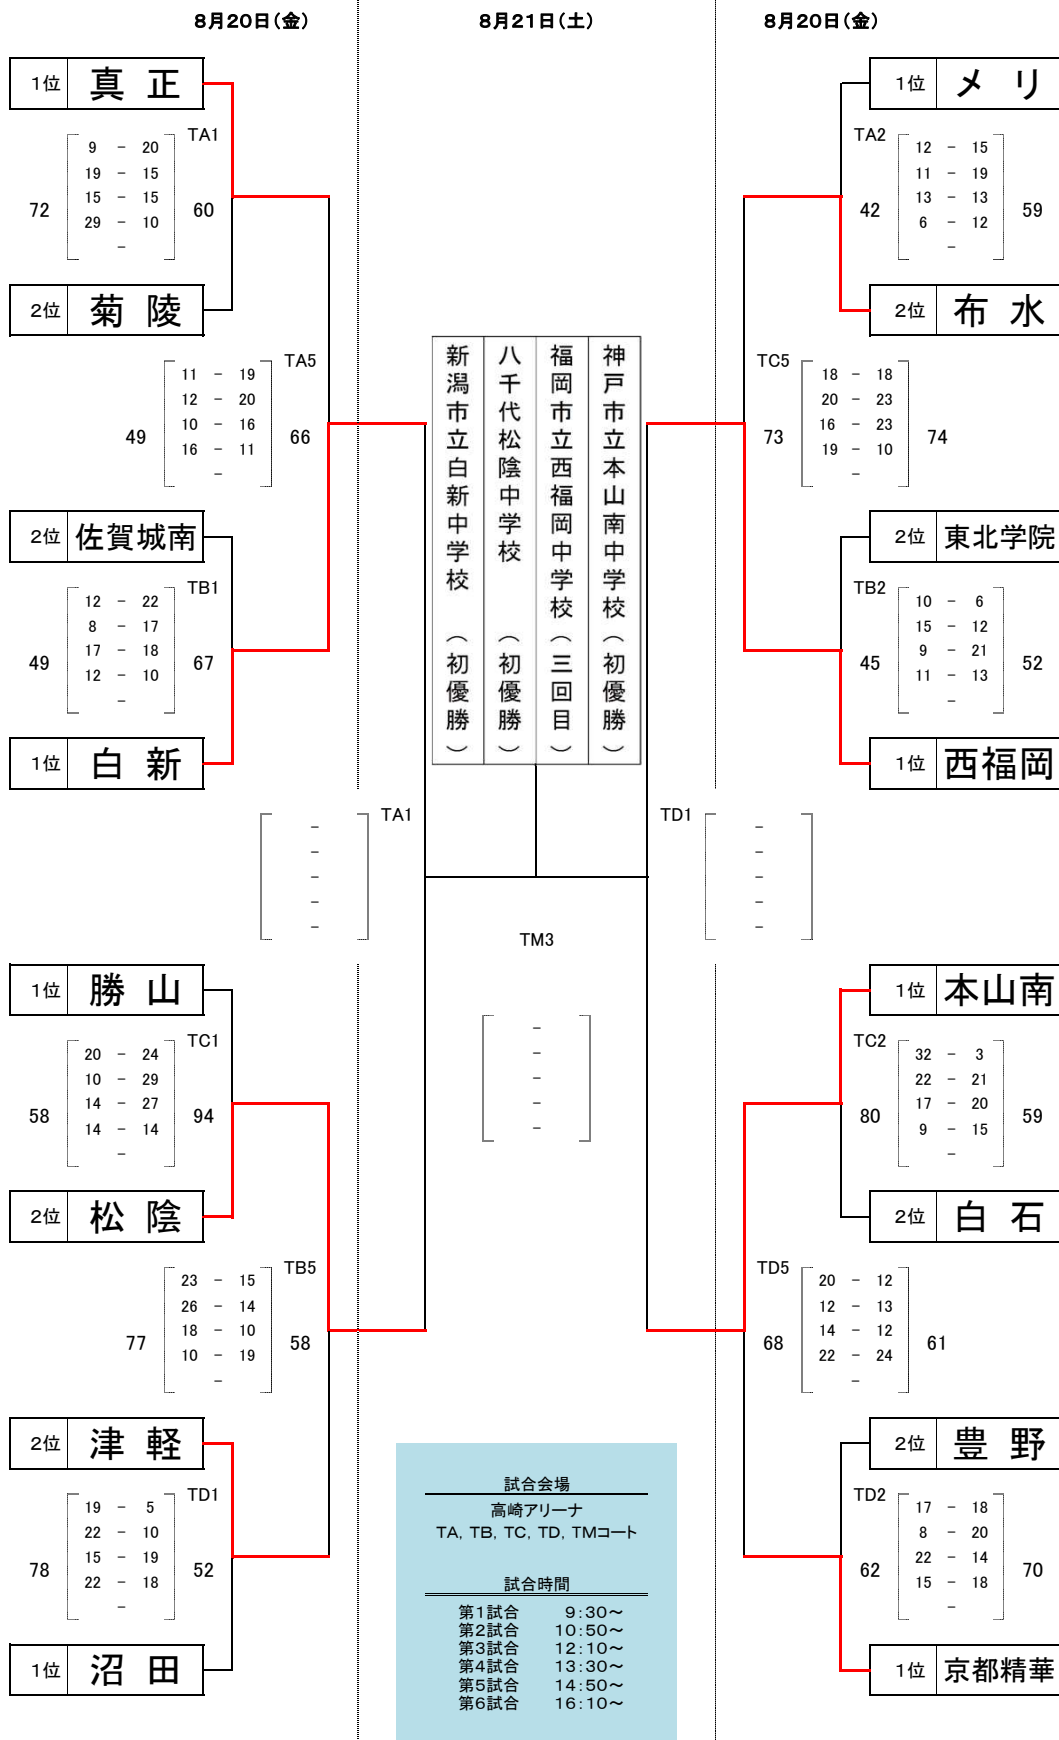 8月20日(金)
8月21日(土)
8月20日(金)
1位 真 正
TA1
9 - 20
19 - 15
15 - 15
29 - 10
-
72
60
2位 菊 陵
TA5
11 - 19
12 - 20
10 - 16
16 - 11
-
49
66
2位 佐賀城南
TB1
12 - 22
8 - 17
17 - 18
12 - 10
-
49
67
1位 白 新
1位 メ リ
TA2
12 - 15
11 - 19
13 - 13
6 - 12
-
42
59
2位 布 水
TC5
18 - 18
20 - 23
16 - 23
19 - 10
-
73
74
2位 東北学院
TB2
10 - 6
15 - 12
9 - 21
11 - 13
-
45
52
1位 西福岡
神戸市立本山南中学校(初優勝)
福岡市立西福岡中学校(三回目)
八千代松陰中学校 (初優勝)
新潟市立白新中学校 (初優勝)
TA1
-
-
-
-
-
TD1
-
-
-
-
-
TM3
-
-
-
-
-
1位 勝 山
TC1
20 - 24
10 - 29
14 - 27
14 - 14
-
58
94
2位 松 陰
TB5
23 - 15
26 - 14
18 - 10
10 - 19
-
77
58
2位 津 軽
TD1
19 - 5
22 - 10
15 - 19
22 - 18
-
78
52
1位 沼 田
1位 本山南
TC2
32 - 3
22 - 21
17 - 20
9 - 15
-
80
59
2位 白 石
TD5
20 - 12
12 - 13
14 - 12
22 - 24
-
68
61
2位 豊 野
TD2
17 - 18
8 - 20
22 - 14
15 - 18
-
62
70
1位 京都精華
試合会場
高崎アリーナ
TA, TB, TC, TD, TMコート
試合時間
第1試合 9:30～
第2試合 10:50～
第3試合 12:10～
第4試合 13:30～
第5試合 14:50～
第6試合 16:10～